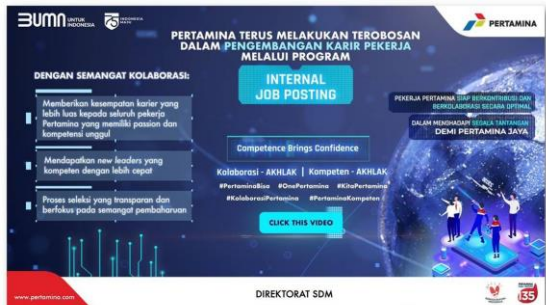 BUMN UNTUK
INDONESIA
75 INDONESIA
MAJU
PERTAMINA
PERTAMINA TERUS MELAKUKAN TEROBOSAN
DALAM PENGEMBANGAN KARIR PEKERJA
MELALUI PROGRAM
INTERNAL
JOB POSTING
DENGAN SEMANGAT KOLABORASI:
Memberikan kesempatan karier yang
lebih luas kepada seluruh pekerja
Pertamina yang memiliki passion dan
kompetensi unggul
Mendapatkan new leaders yang
kompeten dengan lebih cepat
Proses seleksi yang transparan dan
berfokus pada semangat pembaharuan
Competence Brings Confidence
Kolaborasi - AKHLAK | Kompeten - AKHLAK
#PertaminaBisa #OnePertamina #KitaPertamina
#KolaborasiPertamina #PertaminaKompeten
CLICK THIS VIDEO
PEKERJA PERTAMINA SIAP BERKONTRIBUSI DAN
BERKOLABORASI SECARA OPTIMAL
DALAM MENGHADAPI SEGALA TANTANGAN
DEMI PERTAMINA JAYA
www.pertamina.com
DIREKTORAT SDM
135